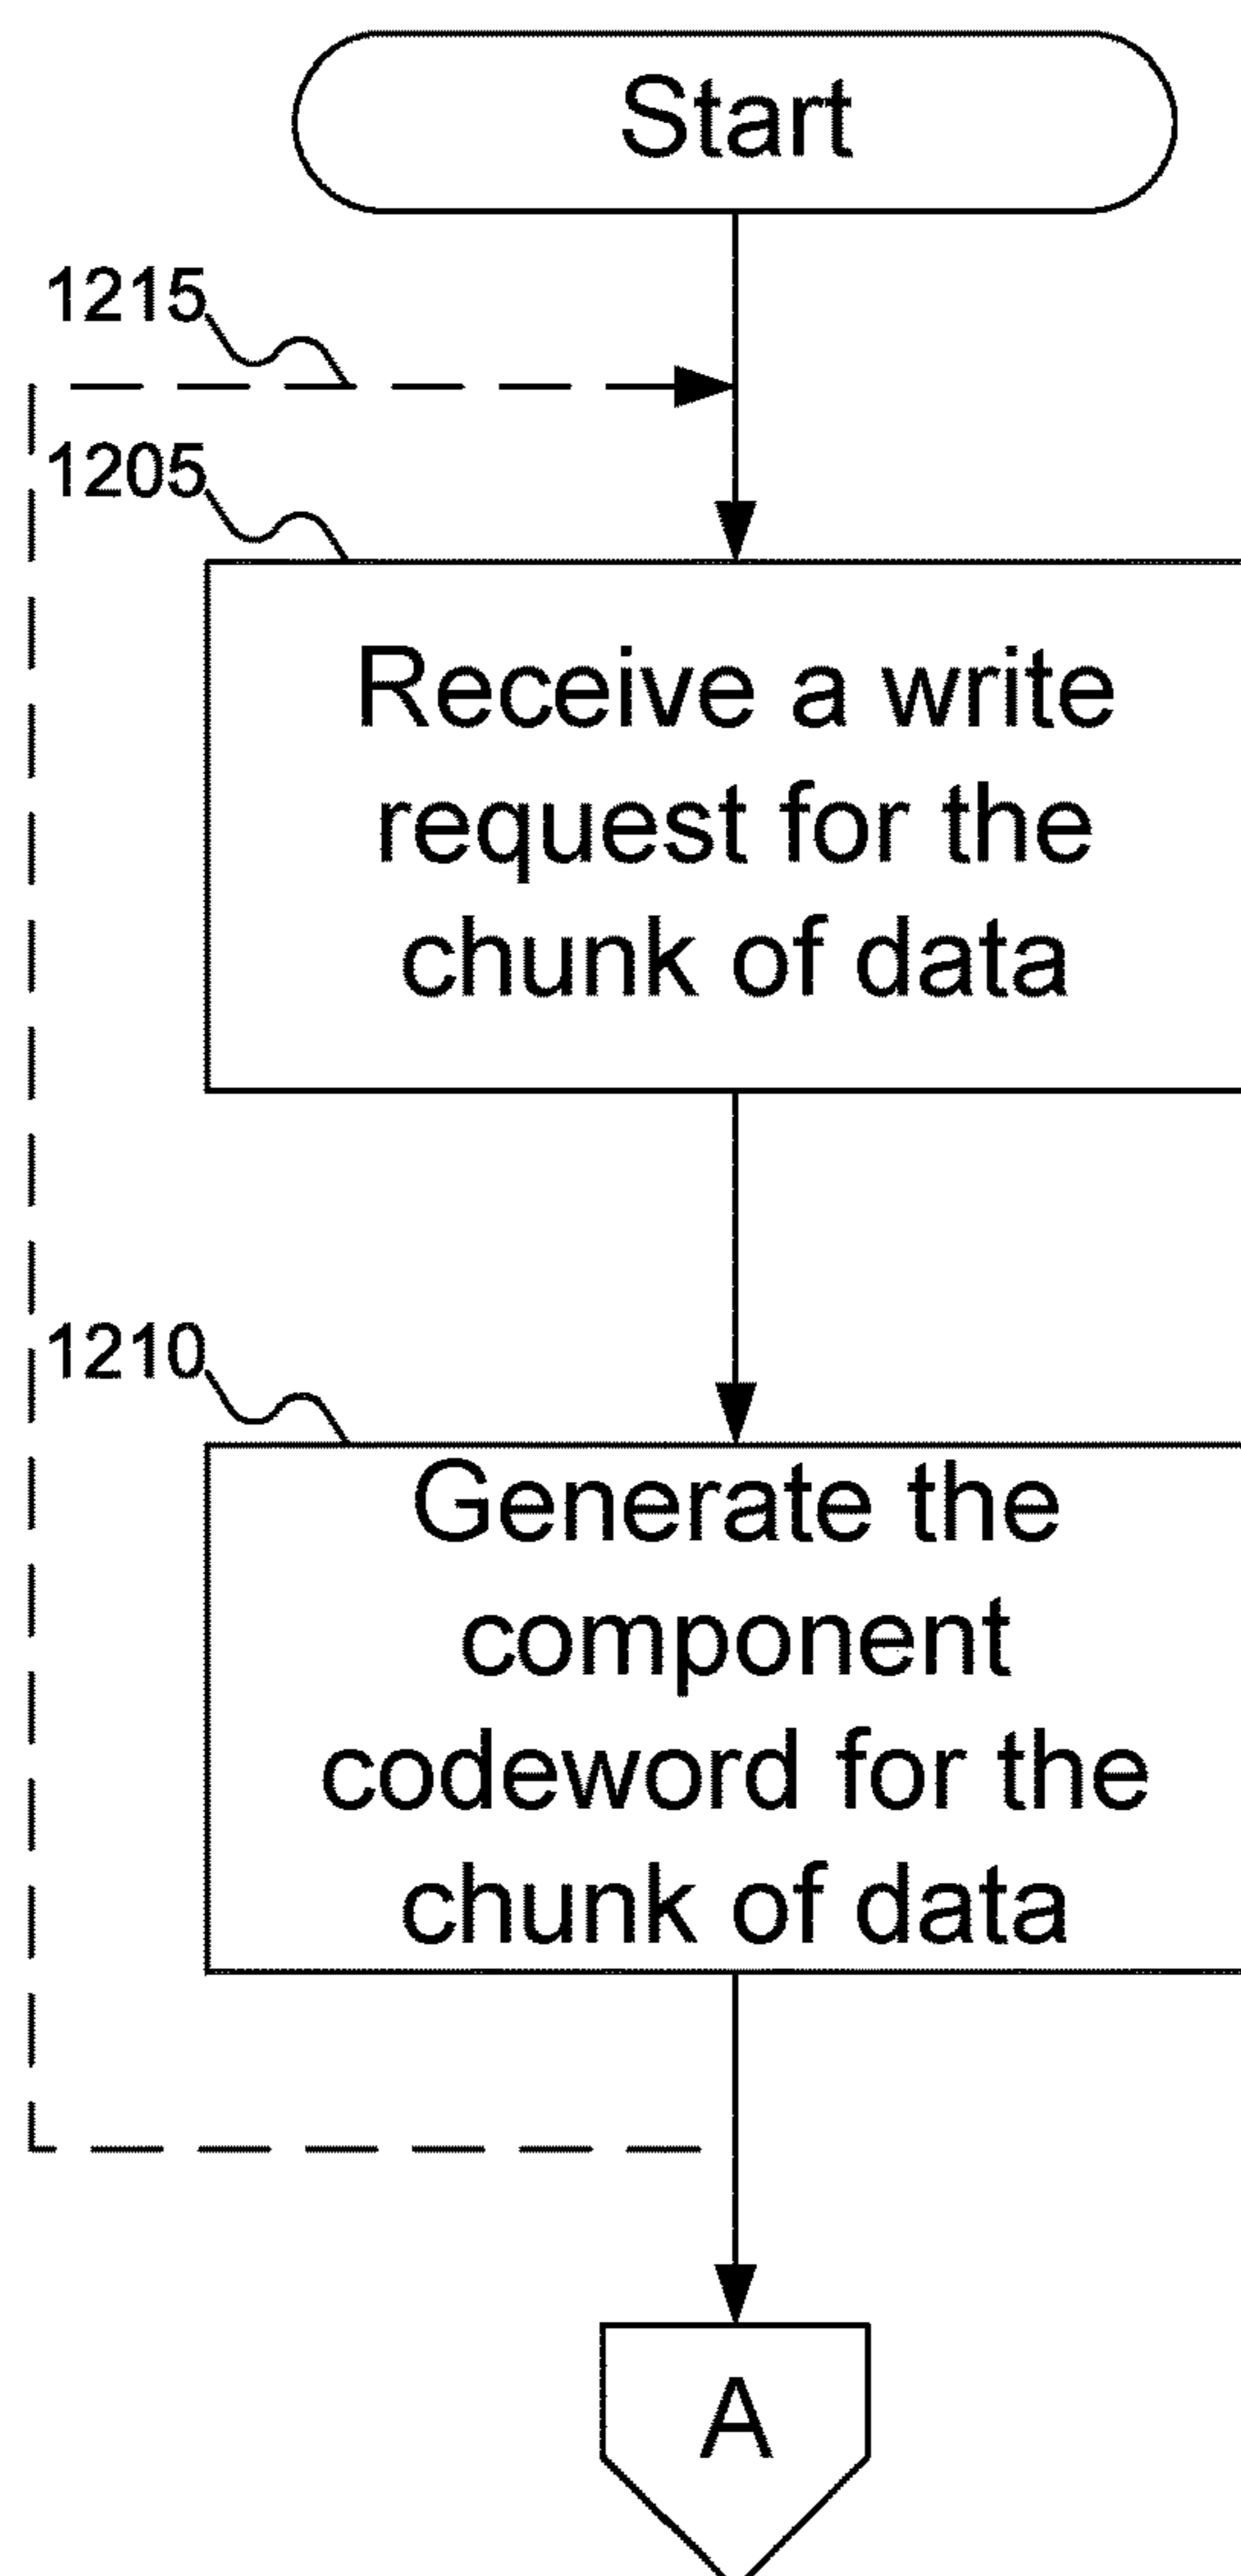 Start
1215
1205
Receive a write
request for the
chunk of data
1210
Generate the
component
codeword for the
chunk of data
A